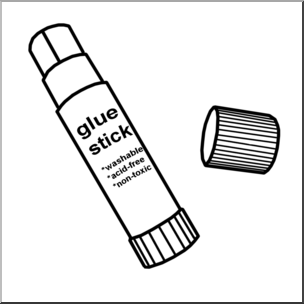 glue
stick
*washable
*acid-free
*non-toxic